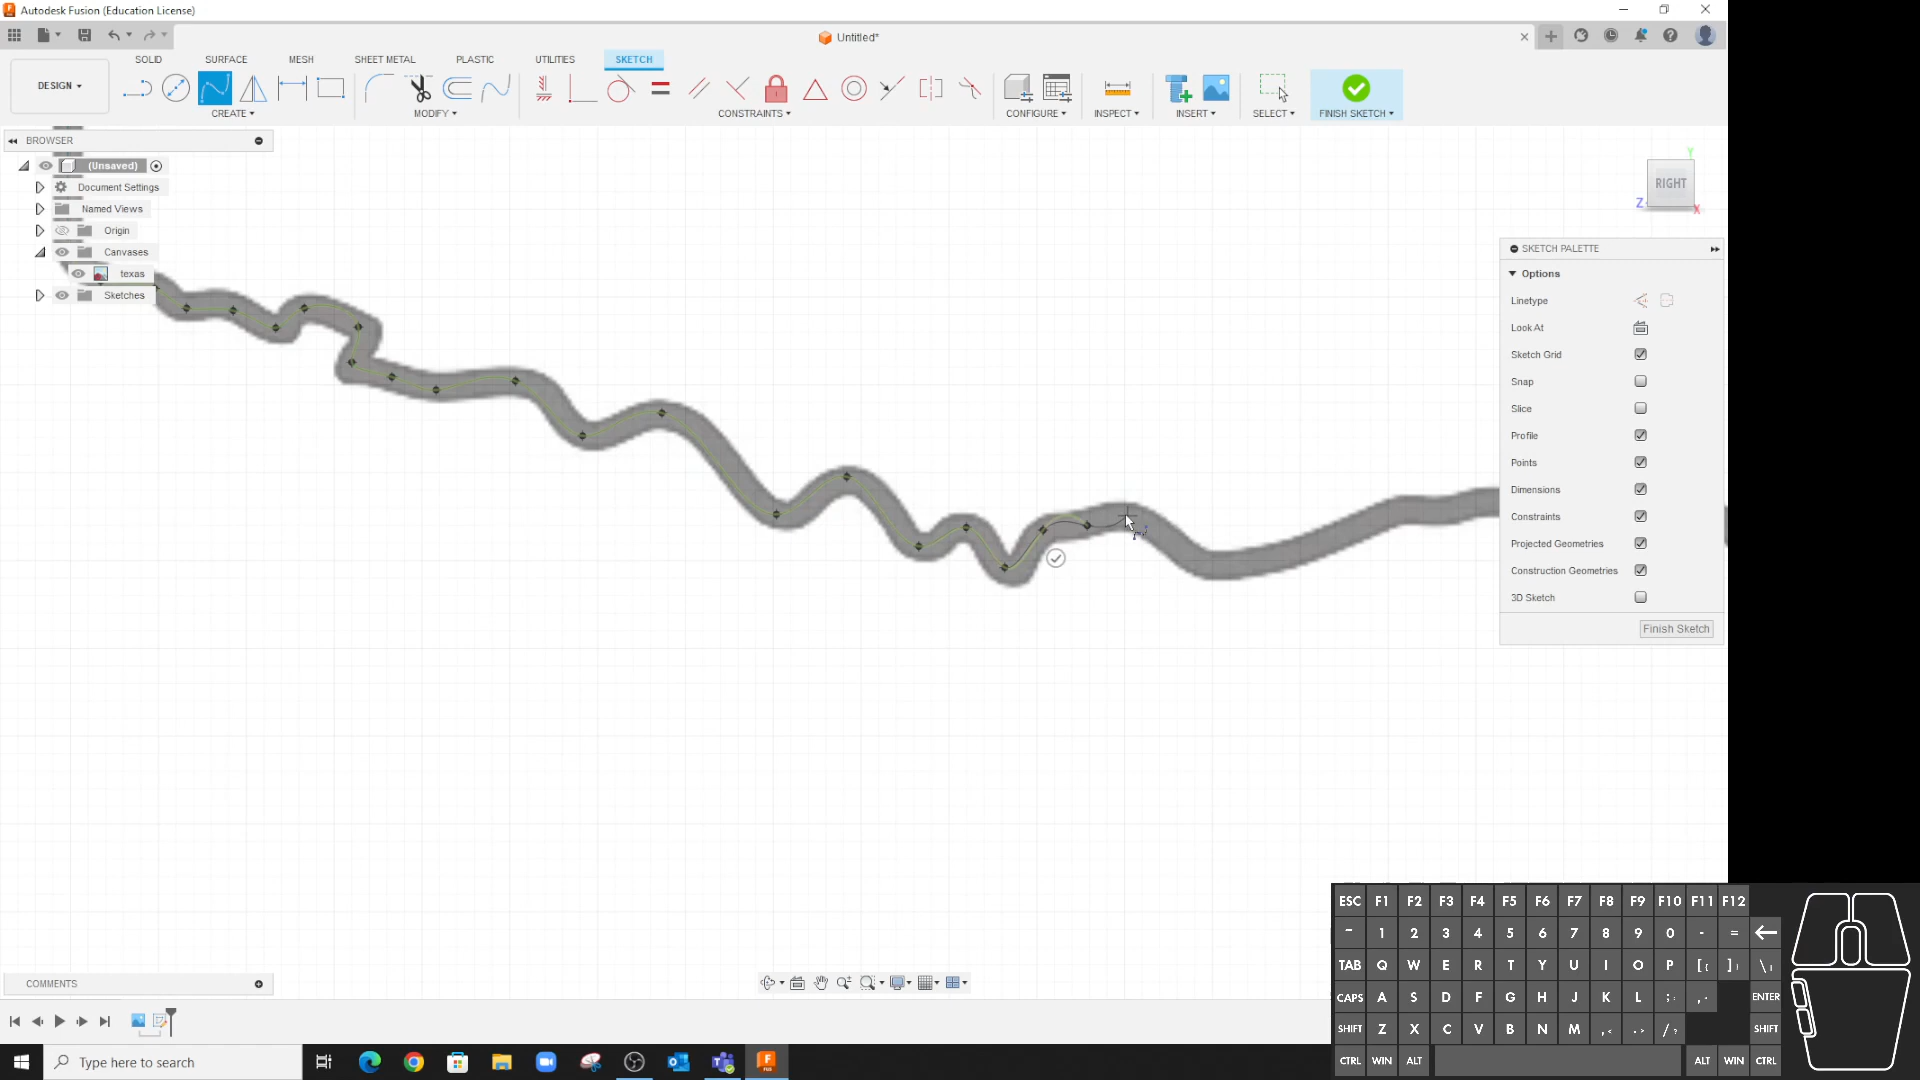 Autodesk Fusion (Education License)
Untitled*
DESIGN
SOLID SURFACE MESH SHEET METAL PLASTIC UTILITIES SKETCH
CREATE MODIFY CONSTRAINTS CONFIGURE INSPECT INSERT SELECT FINISH SKETCH
BROWSER
(Unsaved)
Document Settings
Named Views
Origin
Canvases
texas
Sketches
Y
RIGHT
Z
X
SKETCH PALETTE
Options
Linetype
Look At
Sketch Grid
Snap
Slice
Profile
Points
Dimensions
Constraints
Projected Geometries
Construction Geometries
3D Sketch
Finish Sketch
COMMENTS
Type here to search
ESC F1 F2 F3 F4 F5 F6 F7 F8 F9 F10 F11 F12
1 2 3 4 5 6 7 8 9 0 - =
TAB Q W E R T Y U I O P [ ] \
CAPS A S D F G H J K L ; ENTER
SHIFT Z X C V B N M / ? SHIFT
CTRL WIN ALT ALT WIN CTRL